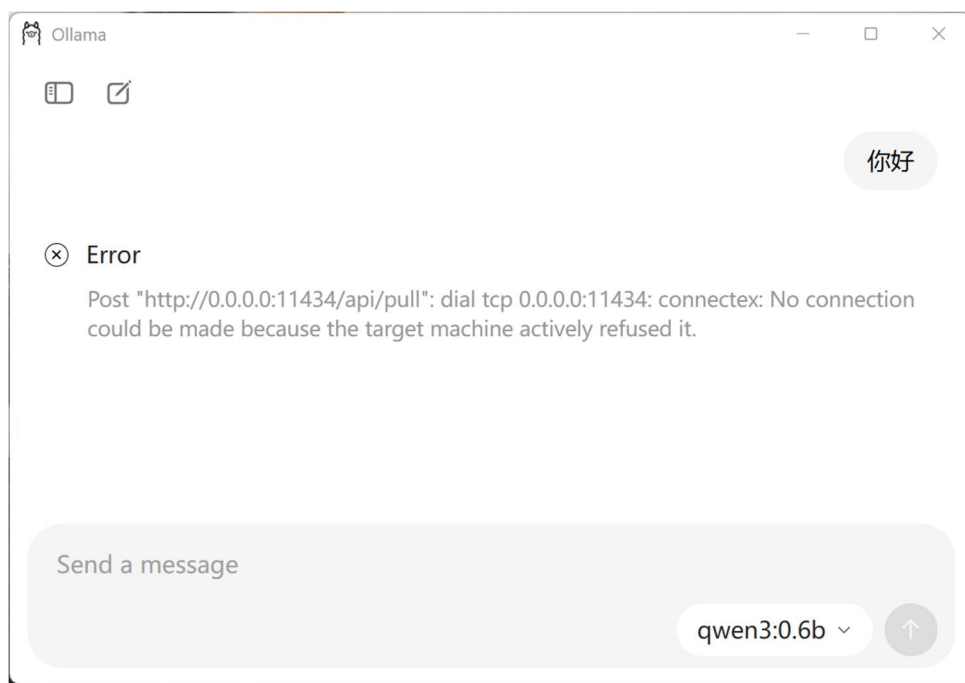 Ollama
你好
Error
Post "http://0.0.0.0:11434/api/pull": dial tcp 0.0.0.0:11434: connectex: No connection
could be made because the target machine actively refused it.
Send a message
qwen3:0.6b